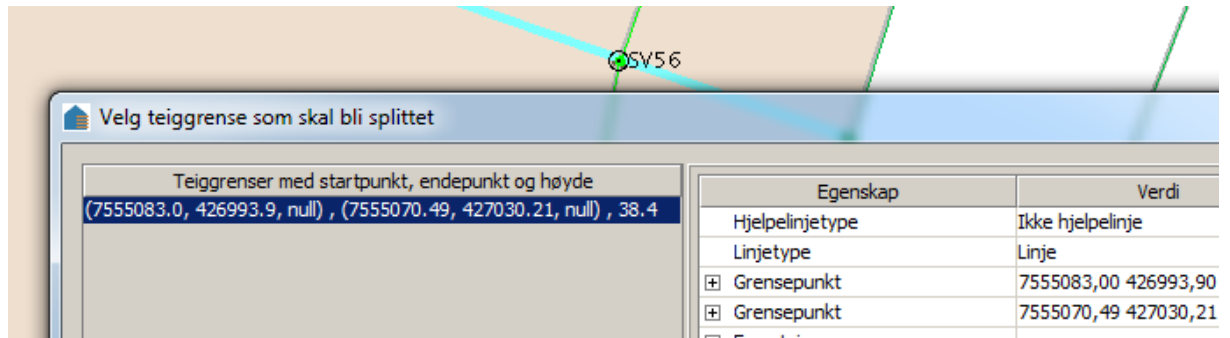 SV56
Velg teiggrense som skal bli splittet
Teiggrenser med startpunkt, endepunkt og høyde
(7555083.0, 426993.9, null) , (7555070.49, 427030.21, null) , 38.4
Egenskap Verdi
Hjelpelinjetype Ikke hjelpelinje
Linjetype Linje
Grensepunkt 7555083,00 426993,90
Grensepunkt 7555070,49 427030,21